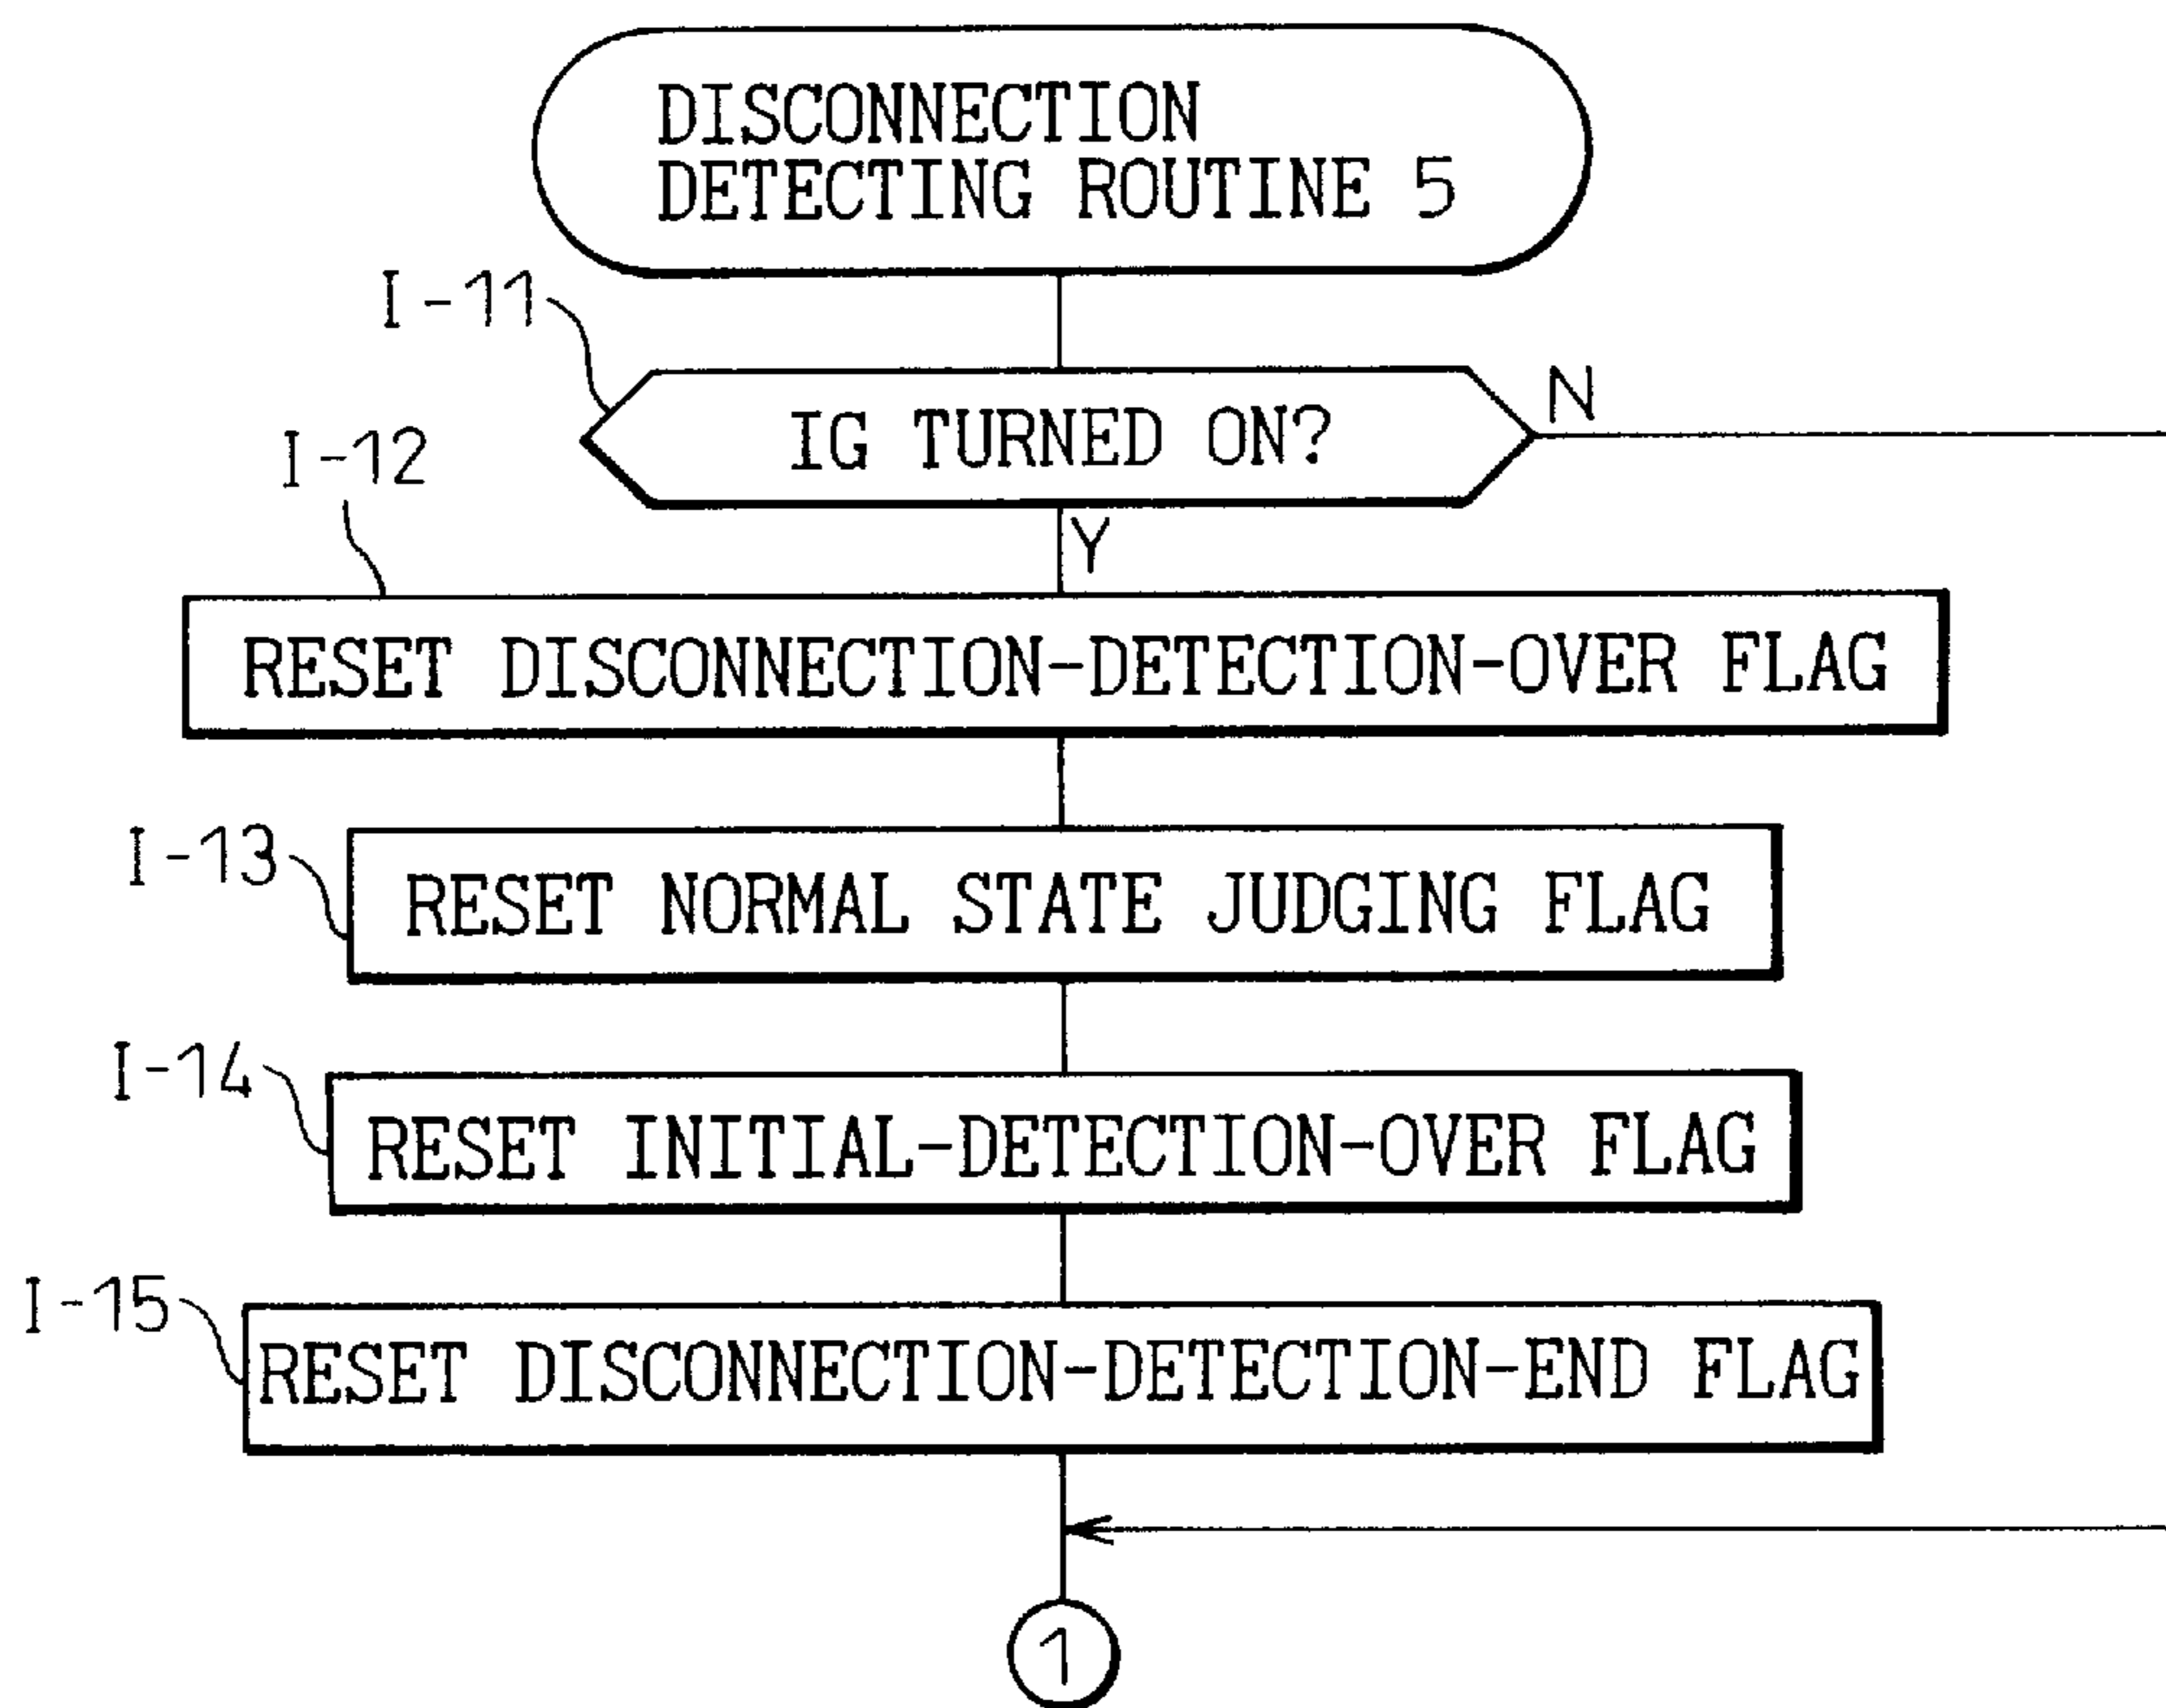 DISCONNECTION
DETECTING ROUTINE 5
I-11
IG TURNED ON?
N
Y
I-12
RESET DISCONNECTION-DETECTION-OVER FLAG
I-13
RESET NORMAL STATE JUDGING FLAG
I-14
RESET INITIAL-DETECTION-OVER FLAG
I-15
RESET DISCONNECTION-DETECTION-END FLAG
1